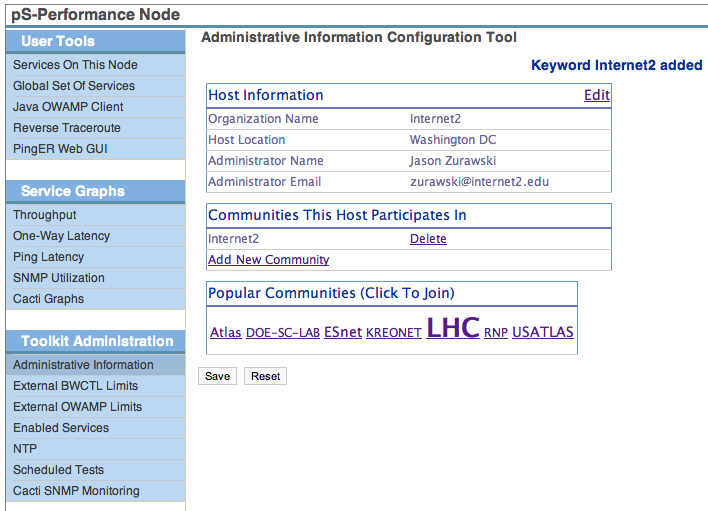 pS-Performance Node
User Tools
Services On This Node
Global Set Of Services
Java OWAMP Client
Reverse Traceroute
PingER Web GUI
Service Graphs
Throughput
One-Way Latency
Ping Latency
SNMP Utilization
Cacti Graphs
Toolkit Administration
Administrative Information
External BWCTL Limits
External OWAMP Limits
Enabled Services
NTP
Scheduled Tests
Cacti SNMP Monitoring
Administrative Information Configuration Tool
Keyword Internet2 added
Host Information Edit
Organization Name Internet2
Host Location Washington DC
Administrator Name Jason Zurawski
Administrator Email zurawski@internet2.edu
Communities This Host Participates In
Internet2 Delete
Add New Community
Popular Communities (Click To Join)
Atlas DOE-SC-LAB ESnet KREONET LHC RNP USATLAS
Save Reset